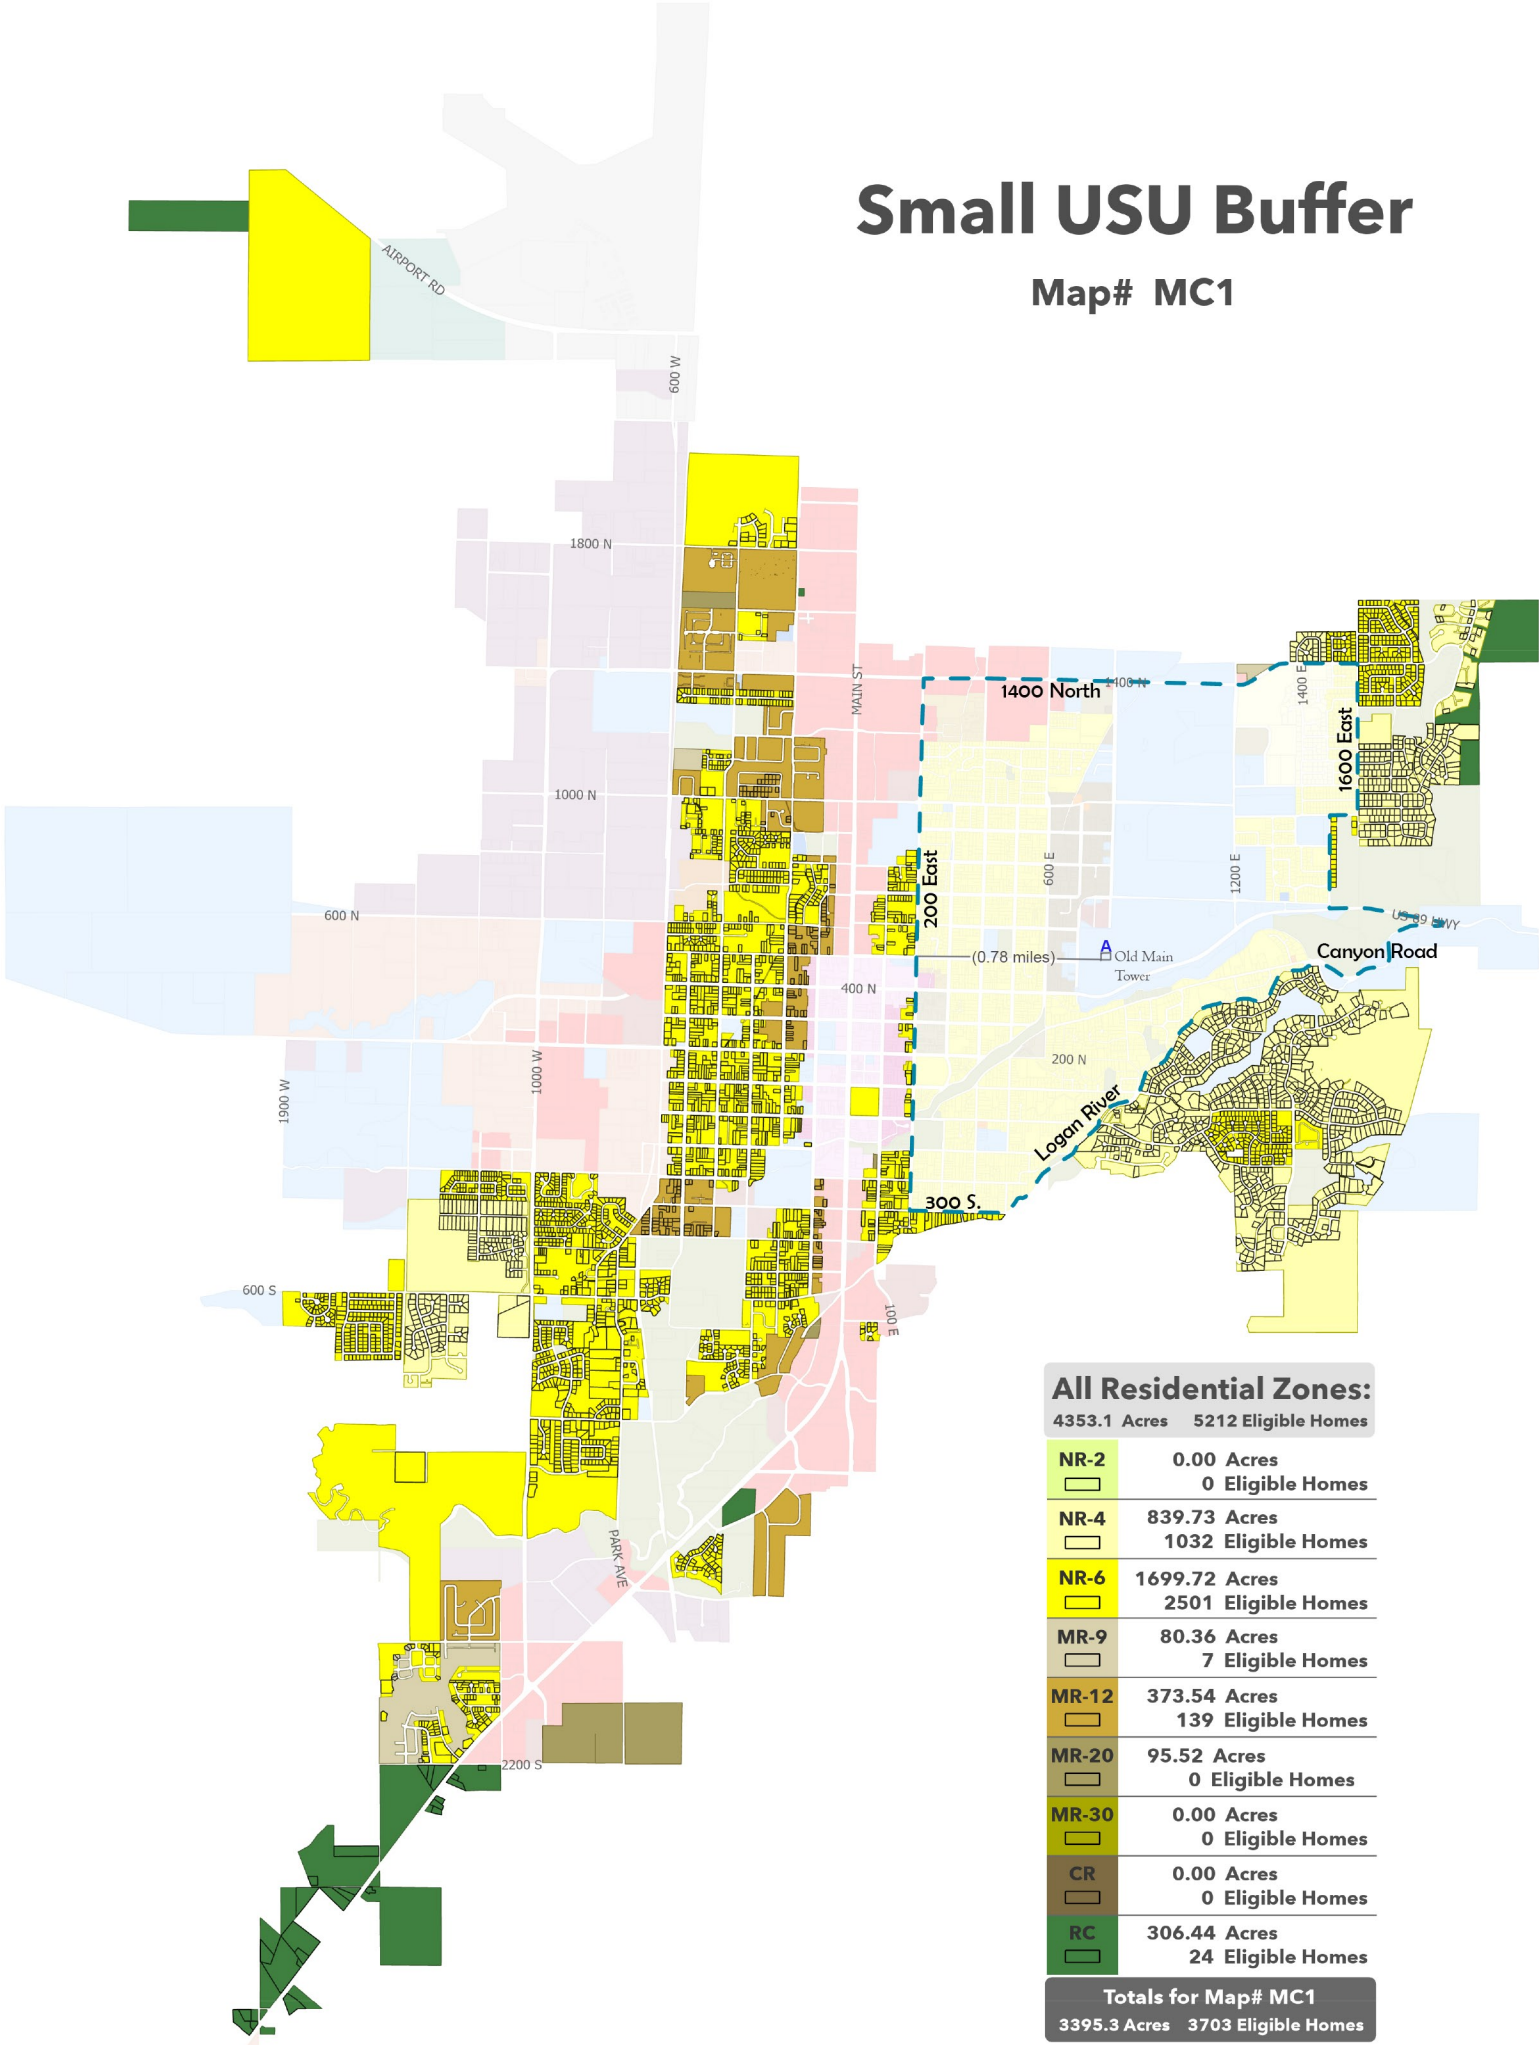 Small USU Buffer
Map# MC1
AIRPORT RD
600 W
1800 N
MAIN ST
1400 North
1400 N
1400 E
1600 East
1000 N
200 East
600 E
1200 E
600 N
US-89 HWY
Canyon Road
A
(0.78 miles)
Old Main
Tower
400 N
200 N
1000 W
1900 W
Logan River
300 S.
600 S
100 E
PARK AVE
2200 S
All Residential Zones:
4353.1 Acres 5212 Eligible Homes
NR-2 0.00 Acres
0 Eligible Homes
NR-4 839.73 Acres
1032 Eligible Homes
NR-6 1699.72 Acres
2501 Eligible Homes
MR-9 80.36 Acres
7 Eligible Homes
MR-12 373.54 Acres
139 Eligible Homes
MR-20 95.52 Acres
0 Eligible Homes
MR-30 0.00 Acres
0 Eligible Homes
CR 0.00 Acres
0 Eligible Homes
RC 306.44 Acres
24 Eligible Homes
Totals for Map# MC1
3395.3 Acres 3703 Eligible Homes